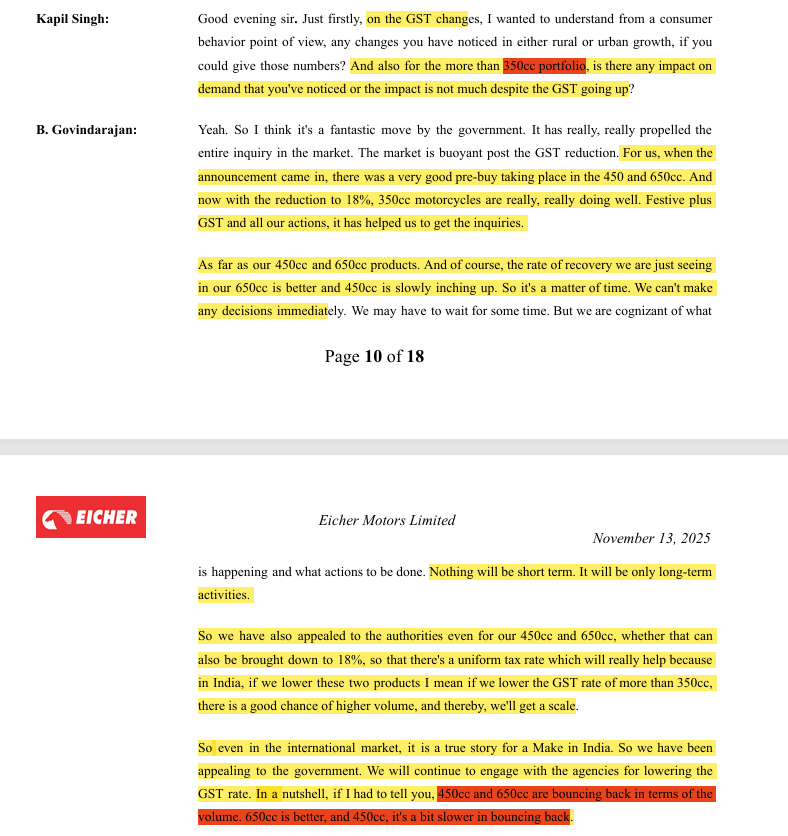 Kapil Singh: Good evening sir. Just firstly, on the GST changes, I wanted to understand from a consumer
behavior point of view, any changes you have noticed in either rural or urban growth, if you
could give those numbers? And also for the more than 350cc portfolio, is there any impact on
demand that you've noticed or the impact is not much despite the GST going up?
B. Govindarajan: Yeah. So I think it's a fantastic move by the government. It has really, really propelled the
entire inquiry in the market. The market is buoyant post the GST reduction. For us, when the
announcement came in, there was a very good pre-buy taking place in the 450 and 650cc. And
now with the reduction to 18%, 350cc motorcycles are really, really doing well. Festive plus
GST and all our actions, it has helped us to get the inquiries.
As far as our 450cc and 650cc products. And of course, the rate of recovery we are just seeing
in our 650cc is better and 450cc is slowly inching up. So it's a matter of time. We can't make
any decisions immediately. We may have to wait for some time. But we are cognizant of what
Page 10 of 18
EICHER
Eicher Motors Limited
November 13, 2025
is happening and what actions to be done. Nothing will be short term. It will be only long-term
activities.
So we have also appealed to the authorities even for our 450cc and 650cc, whether that can
also be brought down to 18%, so that there's a uniform tax rate which will really help because
in India, if we lower these two products I mean if we lower the GST rate of more than 350cc,
there is a good chance of higher volume, and thereby, we'll get a scale.
So even in the international market, it is a true story for a Make in India. So we have been
appealing to the government. We will continue to engage with the agencies for lowering the
GST rate. In a nutshell, if I had to tell you, 450cc and 650cc are bouncing back in terms of the
volume. 650cc is better, and 450cc, it's a bit slower in bouncing back.